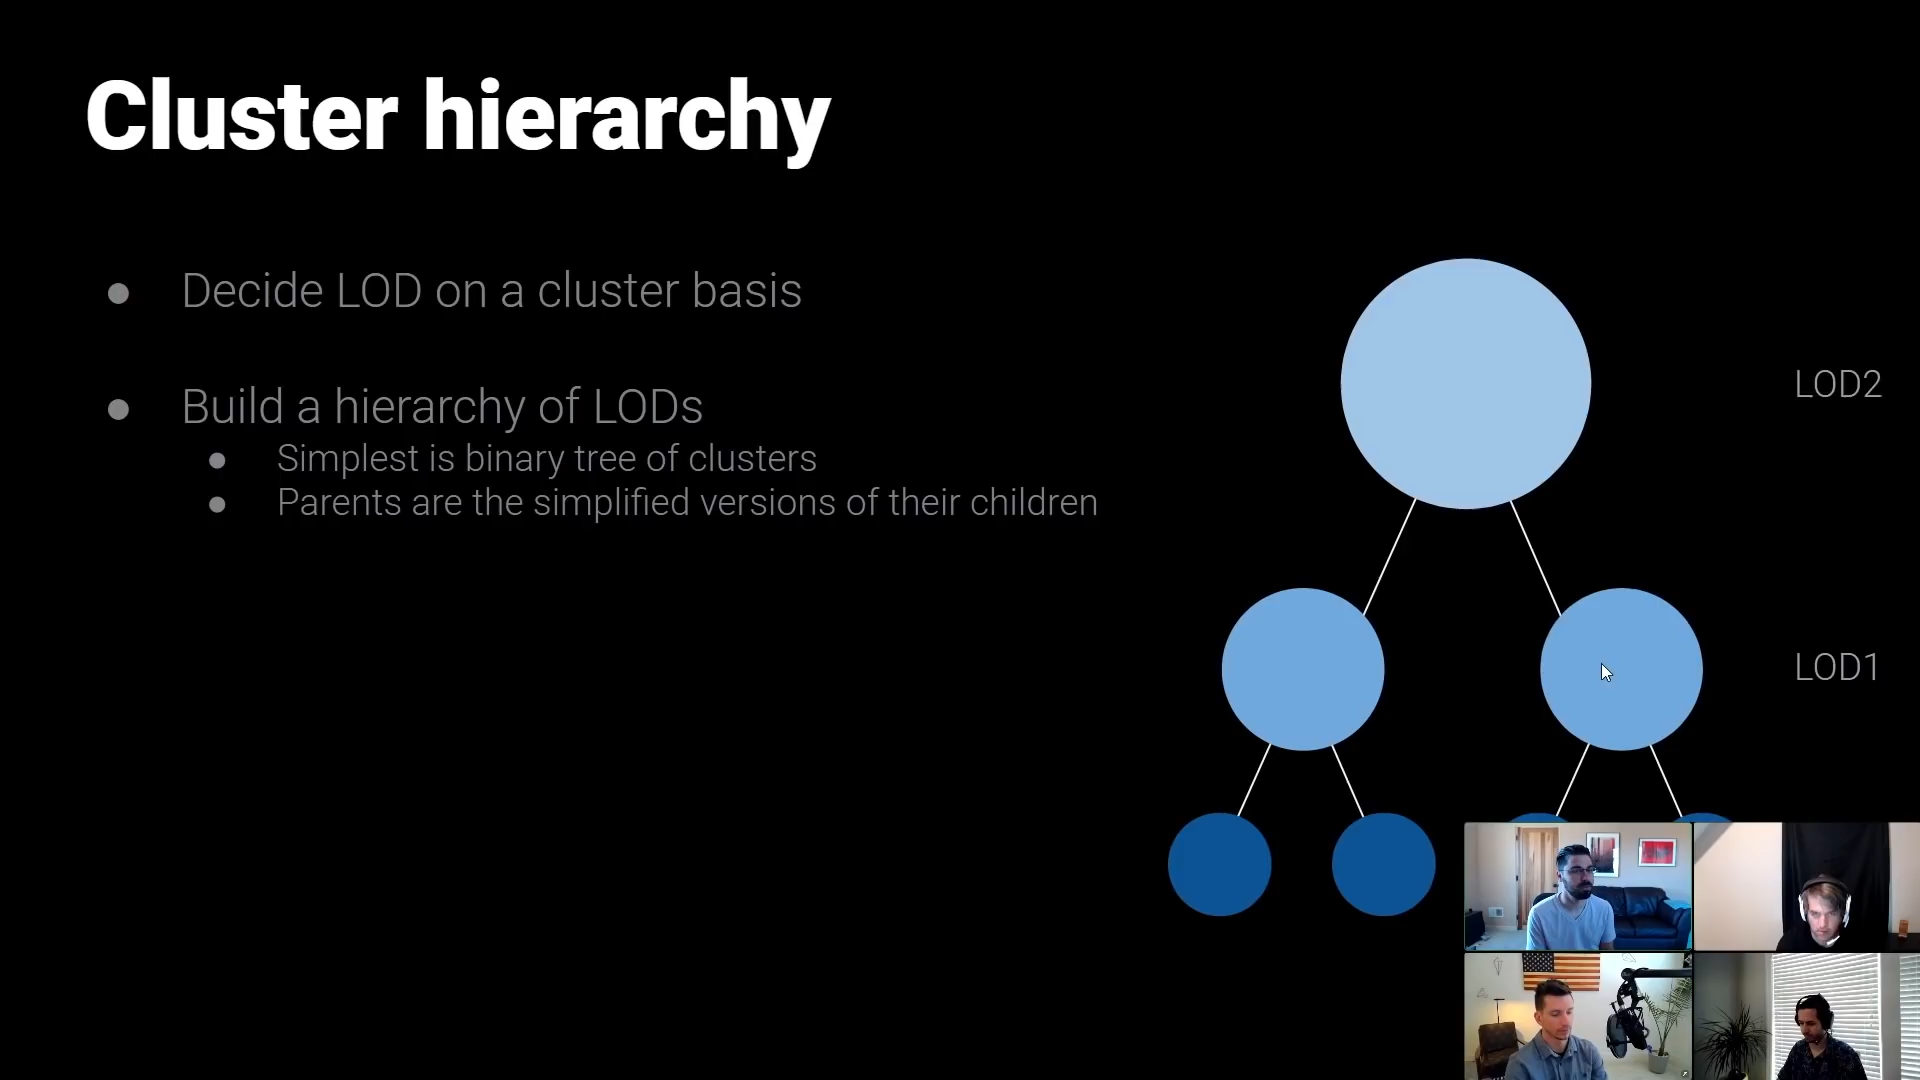 Cluster hierarchy
Decide LOD on a cluster basis
Build a hierarchy of LODs
Simplest is binary tree of clusters
Parents are the simplified versions of their children
LOD2
LOD1